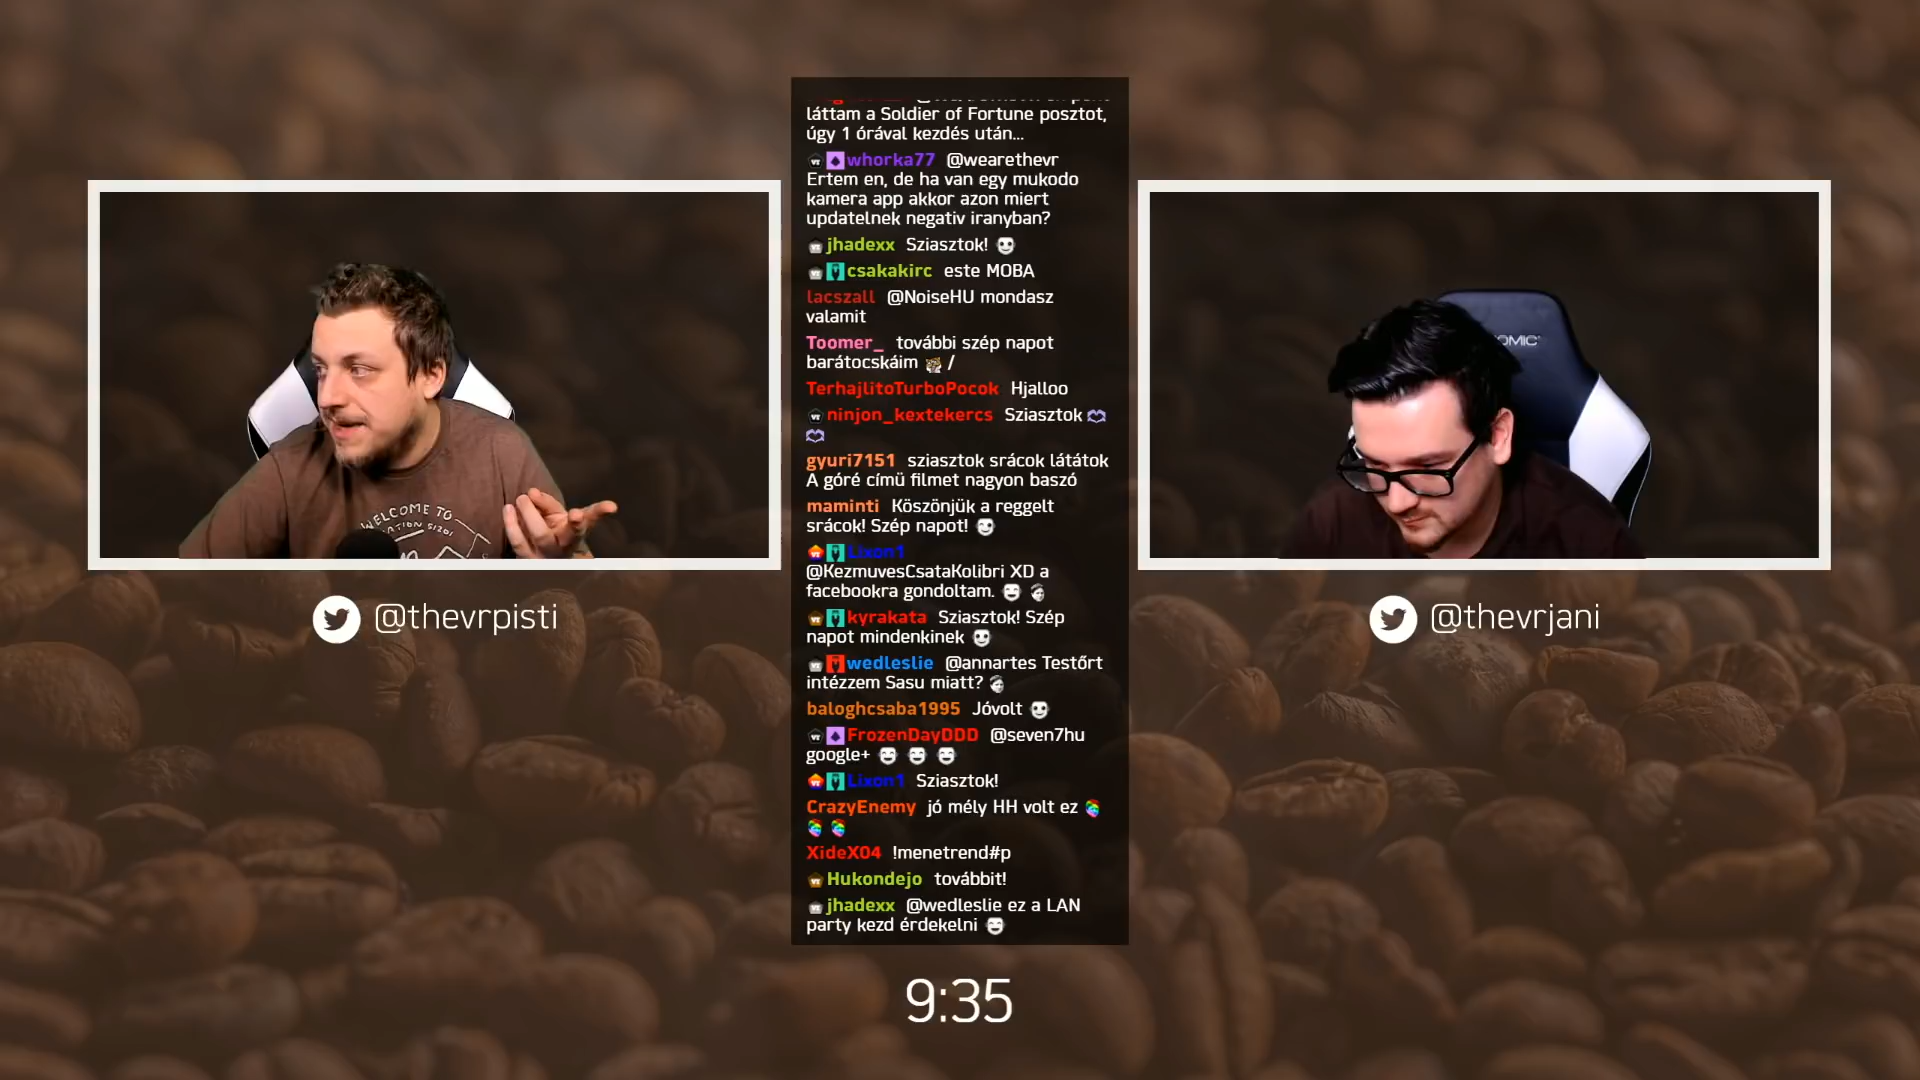 láttam a Soldier of Fortune posztot,
úgy 1 órával kezdés után...
whorka77 @wearethevr
Ertem en, de ha van egy mukodo
kamera app akkor azon miert
updatelnek negativ iranyban?
jhadexx Sziasztok!
csakakirc este MOBA
lacszall @NoiseHU mondasz
valamit
Toomer_ további szép napot
barátocskáim /
TerhajlitoTurboPocok Hjalloo
ninjon_kextekercs Sziasztok
gyuri7151 sziasztok srácok látátok
A góré címü filmet nagyon baszó
maminti Köszönjük a reggelt
srácok! Szép napot!
Lixon1
@KezmuvesCsataKolibri XD a
facebookra gondoltam.
kyrakata Sziasztok! Szép
napot mindenkinek
wedleslie @annartes Testőrt
intézzem Sasu miatt?
baloghcsaba1995 Jóvolt
FrozenDayDDD @seven7hu
google+
Lixon1 Sziasztok!
CrazyEnemy jó mély HH volt ez
XideX04 !menetrend#p
Hukondejo továbbit!
jhadexx @wedleslie ez a LAN
party kezd érdekelni
9:35
WELCOME TO
@thevrpisti
@thevrjani